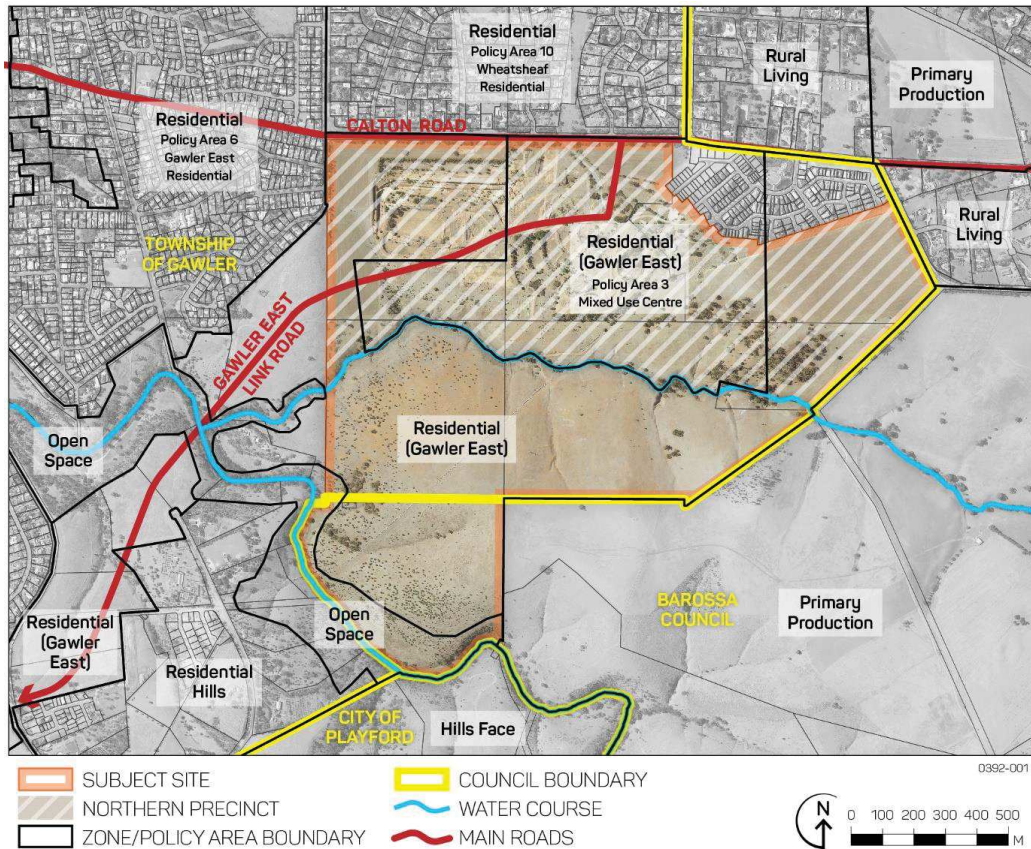 Residential
Policy Area 10
Wheatsheaf
Residential
Rural
Living
Primary
Production
Residential
Policy Area 6
Gawler East
Residential
CALTON ROAD
Rural
Living
TOWNSHIP
OF GAWLER
Residential
(Gawler East)
Policy Area 3
Mixed Use Centre
GAWLER EAST
LINK ROAD
Open
Space
Residential
(Gawler East)
BAROSSA
COUNCIL
Primary
Production
Open
Space
Residential
(Gawler
East)
Residential
Hills
CITY OF
PLAYFORD
Hills Face
0392-001
SUBJECT SITE
COUNCIL BOUNDARY
NORTHERN PRECINCT
WATER COURSE
ZONE/POLICY AREA BOUNDARY
MAIN ROADS
N
0 100 200 300 400 500
M